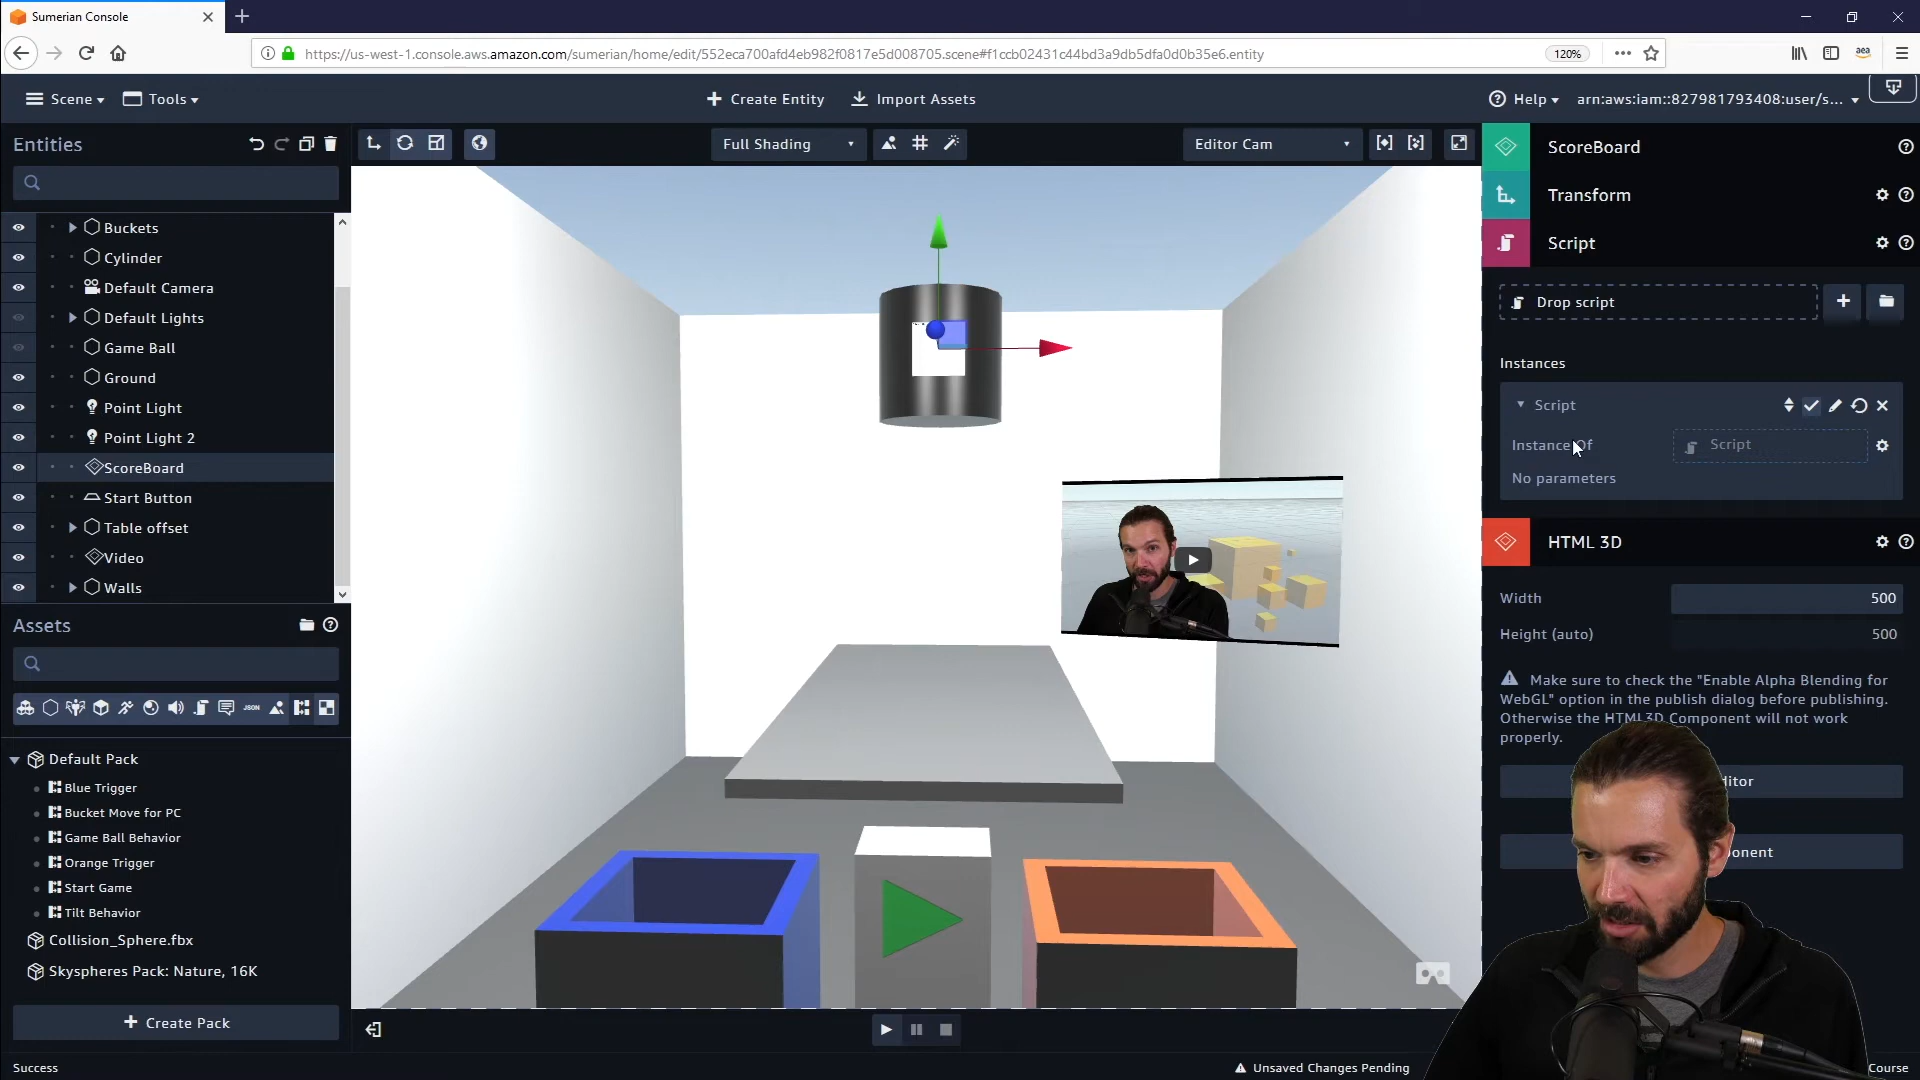 Sumerian Console
https://us-west-1.console.aws.amazon.com/sumerian/home/edit/552eca700afd4eb982f0817e5d008705.scene#f1ccb02431c44bd3a9db5dfa0d0b35e6.entity
120%
aea
Scene
Tools
Create Entity
Import Assets
Help
arn:aws:iam::827981793408:user/s...
Entities
Full Shading
Editor Cam
ScoreBoard
Transform
Script
Drop script
Instances
Script
Instance Of
Script
No parameters
HTML 3D
Width
500
Height (auto)
500
Make sure to check the "Enable Alpha Blending for
WebGL" option in the publish dialog before publishing.
Otherwise the HTML3D Component will not work
properly.
itor
ponent
Buckets
Cylinder
Default Camera
Default Lights
Game Ball
Ground
Point Light
Point Light 2
ScoreBoard
Start Button
Table offset
Video
Walls
Assets
JSON
Default Pack
Blue Trigger
Bucket Move for PC
Game Ball Behavior
Orange Trigger
Start Game
Tilt Behavior
Collision_Sphere.fbx
Skyspheres Pack: Nature, 16K
Create Pack
Success
Unsaved Changes Pending
Course